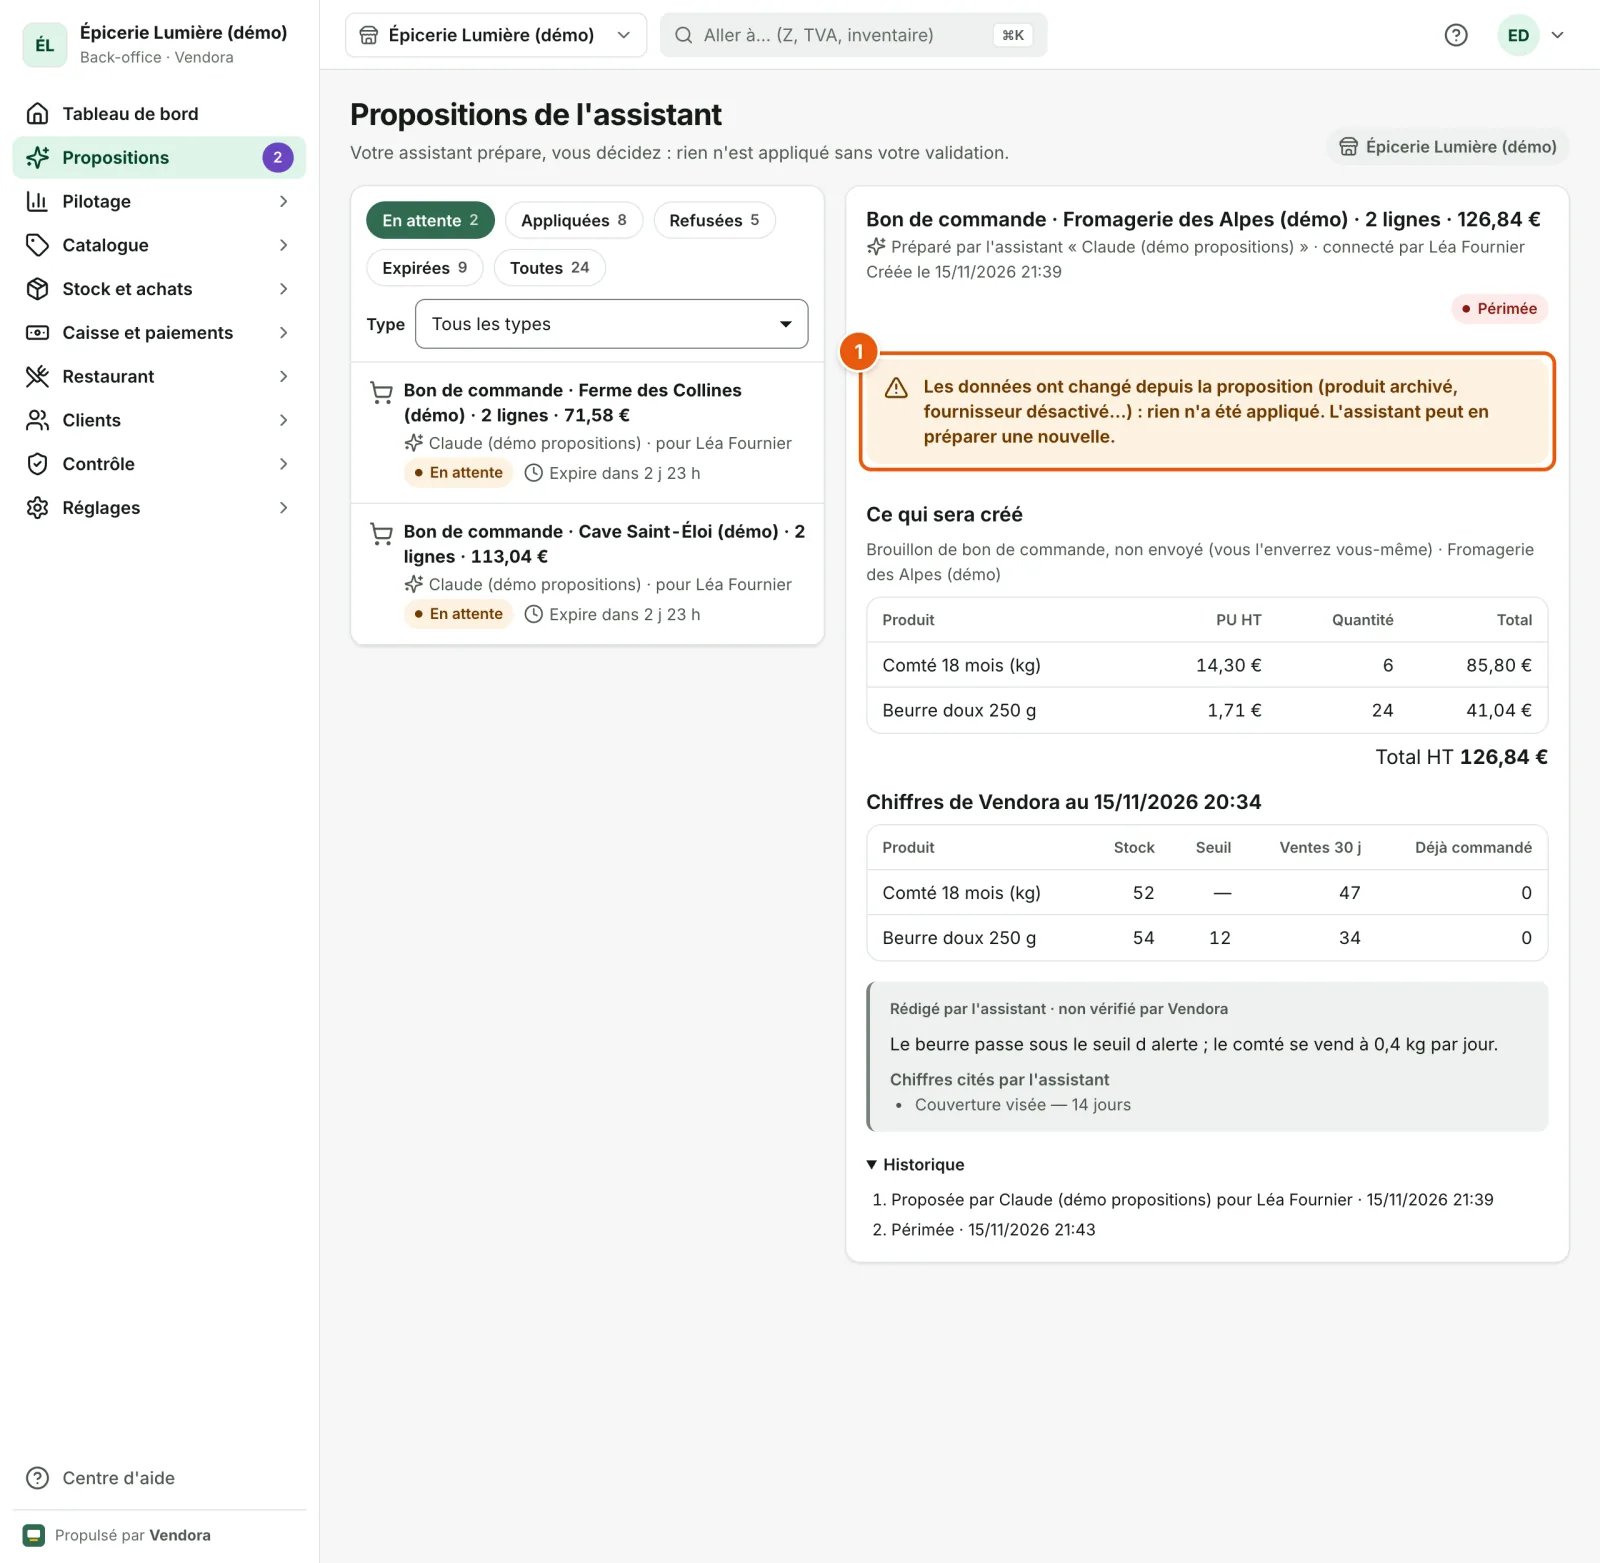 ÉL
Épicerie Lumière (démo)
Back-office · Vendora
Tableau de bord
Propositions 2
Pilotage
Catalogue
Stock et achats
Caisse et paiements
Restaurant
Clients
Contrôle
Réglages
Centre d'aide
Propulsé par Vendora
Épicerie Lumière (démo)
Aller à... (Z, TVA, inventaire) ⌘K
ED
Propositions de l'assistant
Votre assistant prépare, vous décidez : rien n'est appliqué sans votre validation.
Épicerie Lumière (démo)
En attente 2 Appliquées 8 Refusées 5
Expirées 9 Toutes 24
Type Tous les types
Bon de commande · Ferme des Collines
(démo) · 2 lignes · 71,58 €
Claude (démo propositions) · pour Léa Fournier
En attente Expire dans 2 j 23 h
Bon de commande · Cave Saint-Éloi (démo) · 2
lignes · 113,04 €
Claude (démo propositions) · pour Léa Fournier
En attente Expire dans 2 j 23 h
Bon de commande · Fromagerie des Alpes (démo) · 2 lignes · 126,84 €
Préparé par l'assistant « Claude (démo propositions) » · connecté par Léa Fournier
Créée le 15/11/2026 21:39
Périmée
1
Les données ont changé depuis la proposition (produit archivé,
fournisseur désactivé...) : rien n'a été appliqué. L'assistant peut en
préparer une nouvelle.
Ce qui sera créé
Brouillon de bon de commande, non envoyé (vous l'enverrez vous-même) · Fromagerie
des Alpes (démo)
Produit PU HT Quantité Total
Comté 18 mois (kg) 14,30 € 6 85,80 €
Beurre doux 250 g 1,71 € 24 41,04 €
Total HT 126,84 €
Chiffres de Vendora au 15/11/2026 20:34
Produit Stock Seuil Ventes 30 j Déjà commandé
Comté 18 mois (kg) 52 — 47 0
Beurre doux 250 g 54 12 34 0
Rédigé par l'assistant · non vérifié par Vendora
Le beurre passe sous le seuil d alerte ; le comté se vend à 0,4 kg par jour.
Chiffres cités par l'assistant
• Couverture visée — 14 jours
▼ Historique
1. Proposée par Claude (démo propositions) pour Léa Fournier · 15/11/2026 21:39
2. Périmée · 15/11/2026 21:43